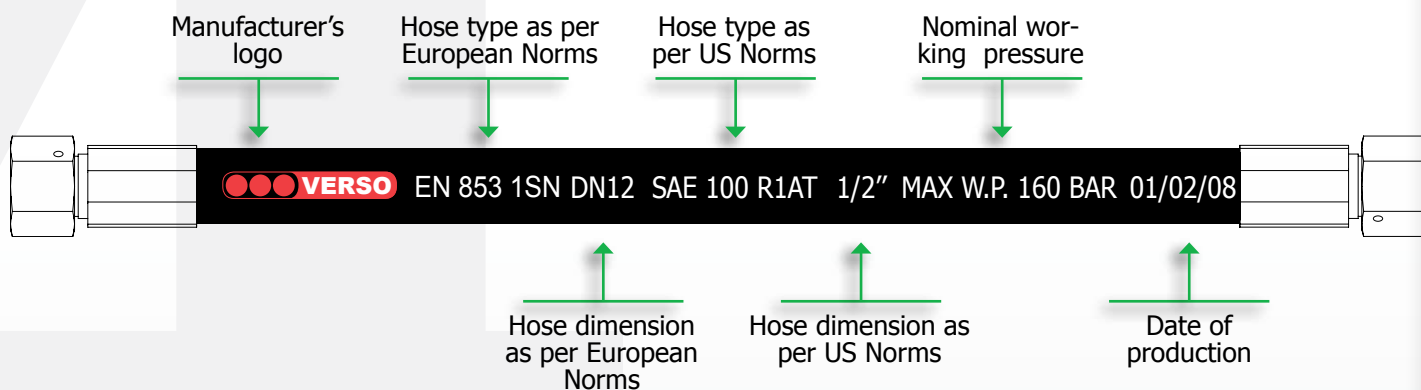 Manufacturer's
logo
Hose type as per
European Norms
Hose type as
per US Norms
Nominal wor-
king pressure
VERSO EN 853 1SN DN12 SAE 100 R1AT 1/2" MAX W.P. 160 BAR 01/02/08
Hose dimension
as per European
Norms
Hose dimension as
per US Norms
Date of
production